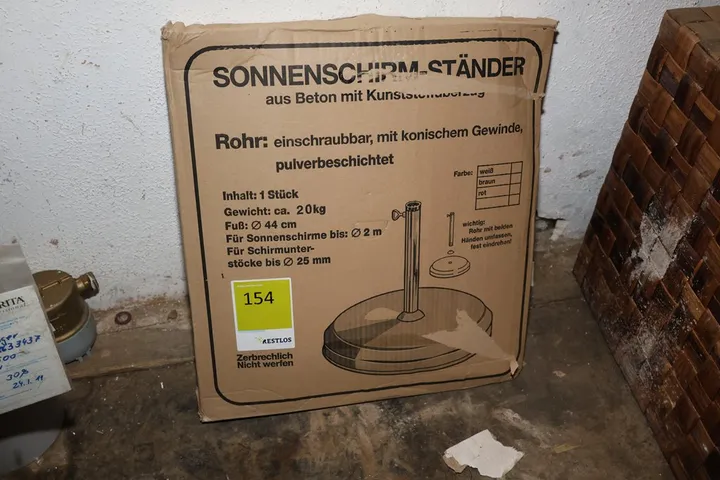 SONNENSCHIRM-STÄNDER
aus Beton mit Kunststoffüberzug
Rohr: einschraubbar, mit konischem Gewinde,
pulverbeschichtet
Farbe:
weiß
braun
rot
Inhalt: 1 Stück
Gewicht: ca. 20kg
Fuß: ∅ 44 cm
Für Sonnenschirme bis: ∅ 2 m
Für Schirmunter-
stöcke bis ∅ 25 mm
wichtig:
Rohr mit beiden
Händen umfassen,
fest eindrehen!
154
RESTLOS
Zerbrechlich
Nicht werfen